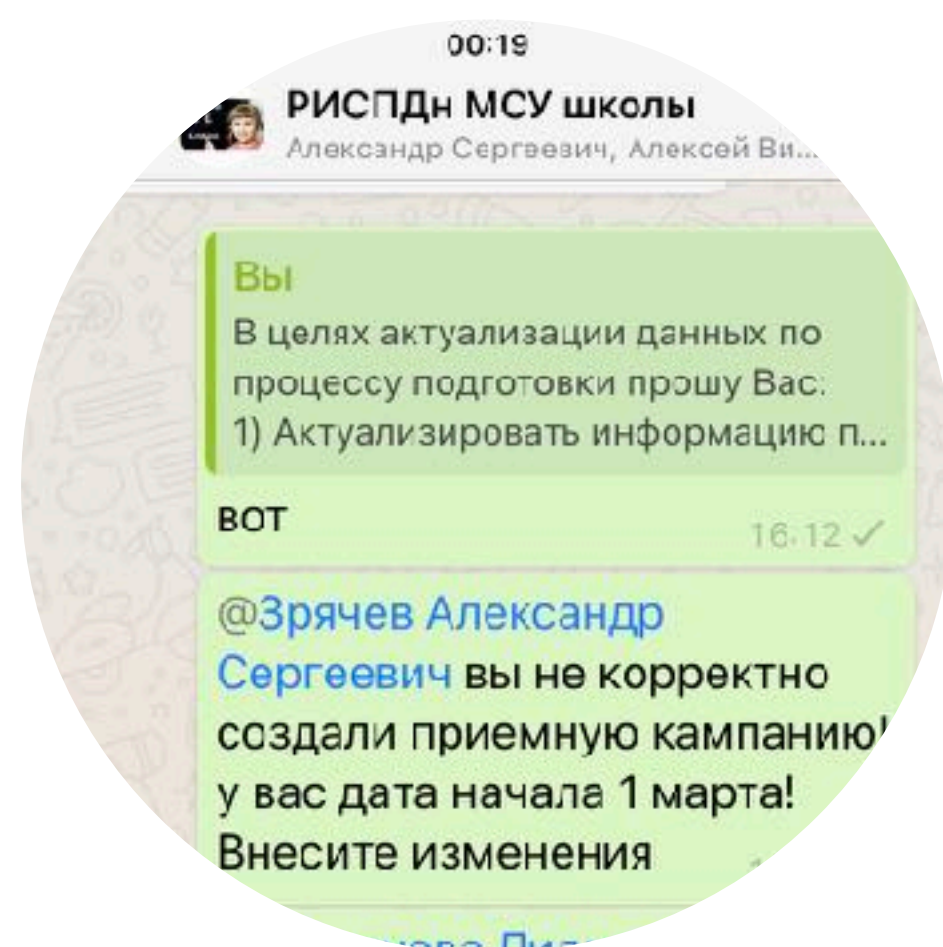 00:19
РИСПДн МСУ школы
Александр Сергеевич, Алексей Ви...
Вы
В целях актуализации данных по
процессу подготовки прошу Вас:
1) Актуализировать информацию п...
вот
16:12
@Зрячев Александр
Сергеевич вы не корректно
создали приемную кампанию!
у вас дата начала 1 марта!
Внесите изменения